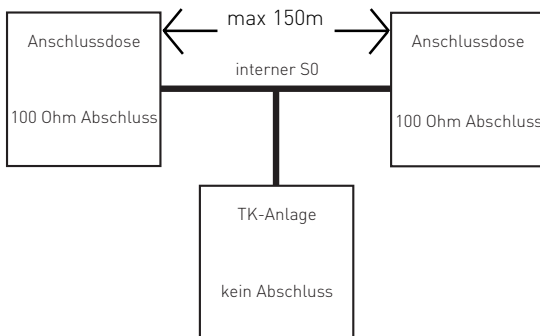 max 150m
Anschlussdose
Anschlussdose
interner S0
100 Ohm Abschluss
100 Ohm Abschluss
TK-Anlage
kein Abschluss